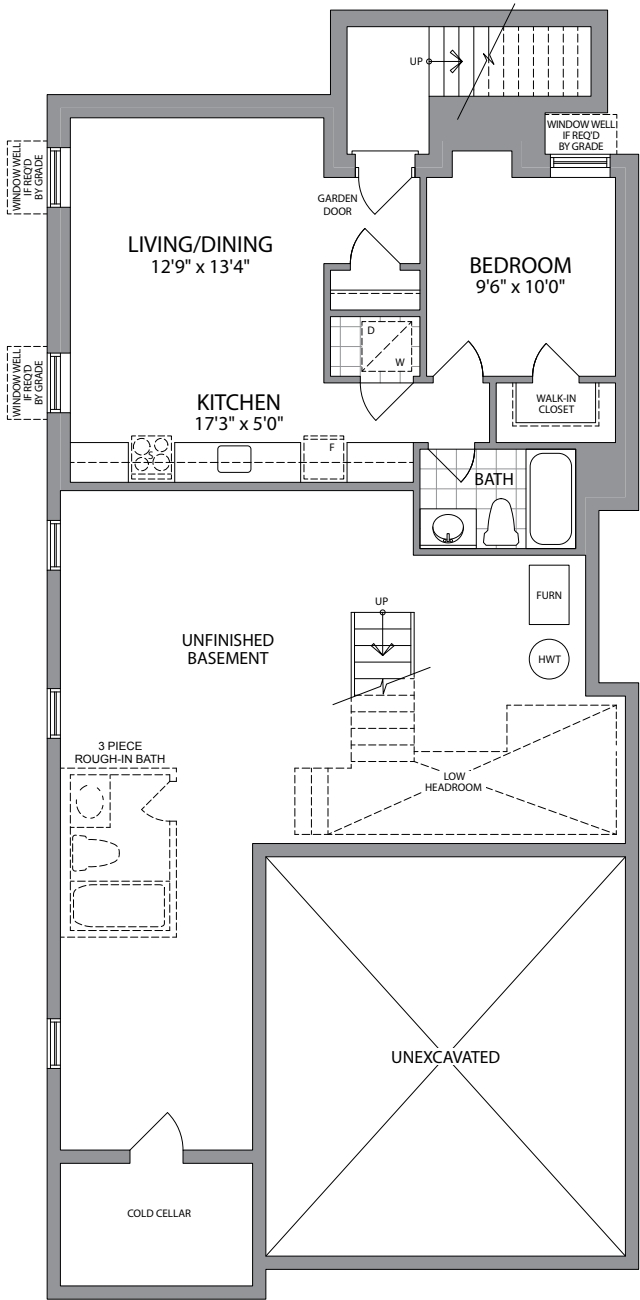 UP
WINDOW WELL
IF REQ'D
BY GRADE
WINDOW WELL
IF REQ'D
BY GRADE
GARDEN
DOOR
LIVING/DINING
12'9" x 13'4"
BEDROOM
9'6" x 10'0"
D
W
WINDOW WELL
IF REQ'D
BY GRADE
KITCHEN
17'3" x 5'0"
WALK-IN
CLOSET
F
BATH
UP
FURN
UNFINISHED
BASEMENT
HWT
3 PIECE
ROUGH-IN BATH
LOW
HEADROOM
UNEXCAVATED
COLD CELLAR